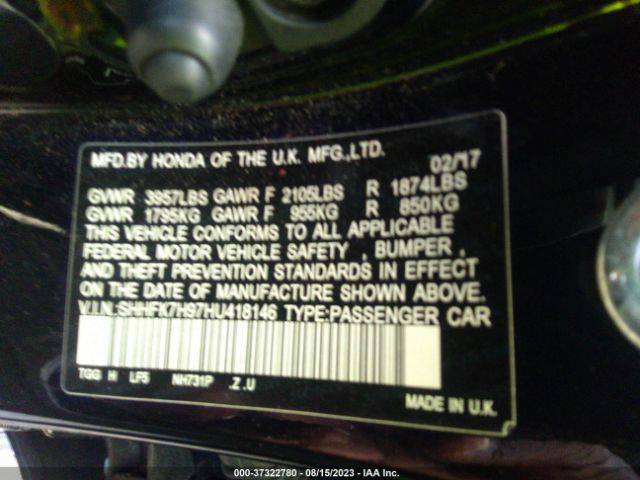 MFD.BY HONDA OF THE U.K. MFG.,LTD. 02/17
GVWR 3957LBS GAWR F 2105LBS R 1874LBS
GVWR 1795KG GAWR F 955KG R 850KG
THIS VEHICLE CONFORMS TO ALL APPLICABLE
FEDERAL MOTOR VEHICLE SAFETY , BUMPER ,
AND THEFT PREVENTION STANDARDS IN EFFECT
ON THE DATE OF MANUFACTURE SHOWN ABOVE.
V.I.N.:SHHFK7H97HU418146 TYPE:PASSENGER CAR
TGG H LF5 NH731P .Z .U
MADE IN U.K.
000-37322780 - 08/15/2023 - IAA Inc.